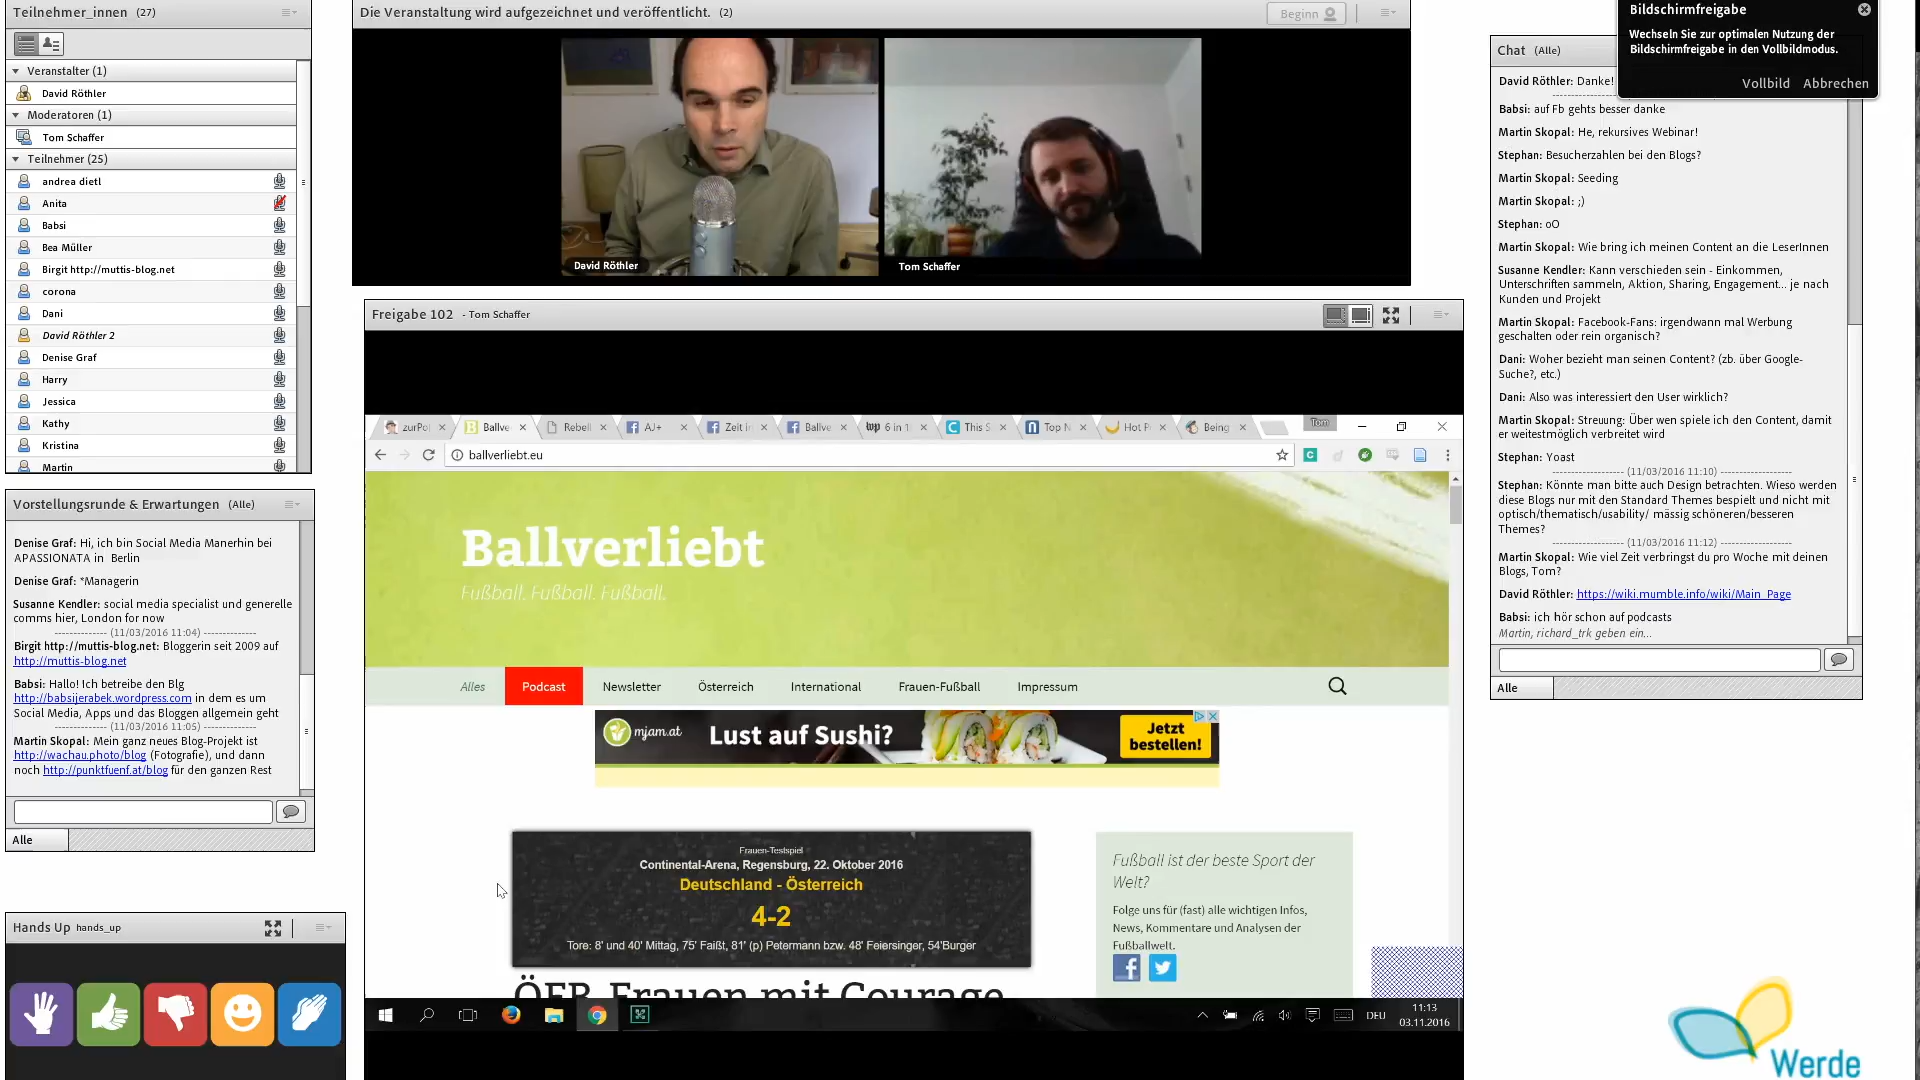 Teilnehmer_innen (27)
Veranstalter (1)
David Röthler
Moderatoren (1)
Tom Schaffer
Teilnehmer (25)
andrea dietl
Anita
Babsi
Bea Müller
Birgit http://muttis-blog.net
corona
Dani
David Röthler 2
Denise Graf
Harry
Jessica
Kathy
Kristina
Martin
Vorstellungsrunde & Erwartungen (Alle)
Denise Graf: Hi, ich bin Social Media Manerhin bei
APASSIONATA in Berlin
Denise Graf: *Managerin
Susanne Kendler: social media specialist und generelle
comms hier, London for now
-------------- (11/03/2016 11:04) --------------
Birgit http://muttis-blog.net: Bloggerin seit 2009 auf
http://muttis-blog.net
Babsi: Hallo! Ich betreibe den Blg
http://babsijerabek.wordpress.com in dem es um
Social Media, Apps und das Bloggen allgemein geht
-------------- (11/03/2016 11:05) --------------
Martin Skopal: Mein ganz neues Blog-Projekt ist
http://wachau.photo/blog (Fotografie), und dann
noch http://punktfuenf.at/blog für den ganzen Rest
Alle
Hands Up hands_up
Die Veranstaltung wird aufgezeichnet und veröffentlicht. (2)
Beginn
David Röthler
Tom Schaffer
Freigabe 102 - Tom Schaffer
zurPo
Ballve
Rebell
AJ+
Zeit in
Ballve
wp 6 in 1
This S
Top N
Hot P
Being
Tom
ballverliebt.eu
Ballverliebt
Fußball. Fußball. Fußball.
Alles Podcast Newsletter Österreich International Frauen-Fußball Impressum
mjam.at Lust auf Sushi? Jetzt
bestellen!
Frauen-Testspiel
Continental-Arena, Regensburg, 22. Oktober 2016
Deutschland - Österreich
4-2
Tore: 8' und 40' Mittag, 75' Faißt, 81' (p) Petermann bzw. 48' Feiersinger, 54'Burger
ÖFB-Frauen mit Courage
Fußball ist der beste Sport der
Welt?
Folge uns für (fast) alle wichtigen Infos,
News, Kommentare und Analysen der
Fußballwelt.
DEU
11:13
03.11.2016
Chat (Alle)
David Röthler: Danke!
Babsi: auf Fb gehts besser danke
Martin Skopal: He, rekursives Webinar!
Stephan: Besucherzahlen bei den Blogs?
Martin Skopal: Seeding
Martin Skopal: ;)
Stephan: oO
Martin Skopal: Wie bring ich meinen Content an die LeserInnen
Susanne Kendler: Kann verschieden sein - Einkommen,
Unterschriften sammeln, Aktion, Sharing, Engagement... je nach
Kunden und Projekt
Martin Skopal: Facebook-Fans: irgendwann mal Werbung
geschalten oder rein organisch?
Dani: Woher bezieht man seinen Content? (zb. über Google-
Suche?, etc.)
Dani: Also was interessiert den User wirklich?
Martin Skopal: Streuung: Über wen spiele ich den Content, damit
er weitestmöglich verbreitet wird
Stephan: Yoast
-------------------- (11/03/2016 11:10) --------------------
Stephan: Könnte man bitte auch Design betrachten. Wieso werden
diese Blogs nur mit den Standard Themes bespielt und nicht mit
optisch/thematisch/usability/ mässig schöneren/besseren
Themes?
-------------------- (11/03/2016 11:12) --------------------
Martin Skopal: Wie viel Zeit verbringst du pro Woche mit deinen
Blogs, Tom?
David Röthler: https://wiki.mumble.info/wiki/Main_Page
Babsi: ich hör schon auf podcasts
Martin, richard_trk geben ein...
Alle
Bildschirmfreigabe
Wechseln Sie zur optimalen Nutzung der
Bildschirmfreigabe in den Vollbildmodus.
Vollbild Abbrechen
Werde